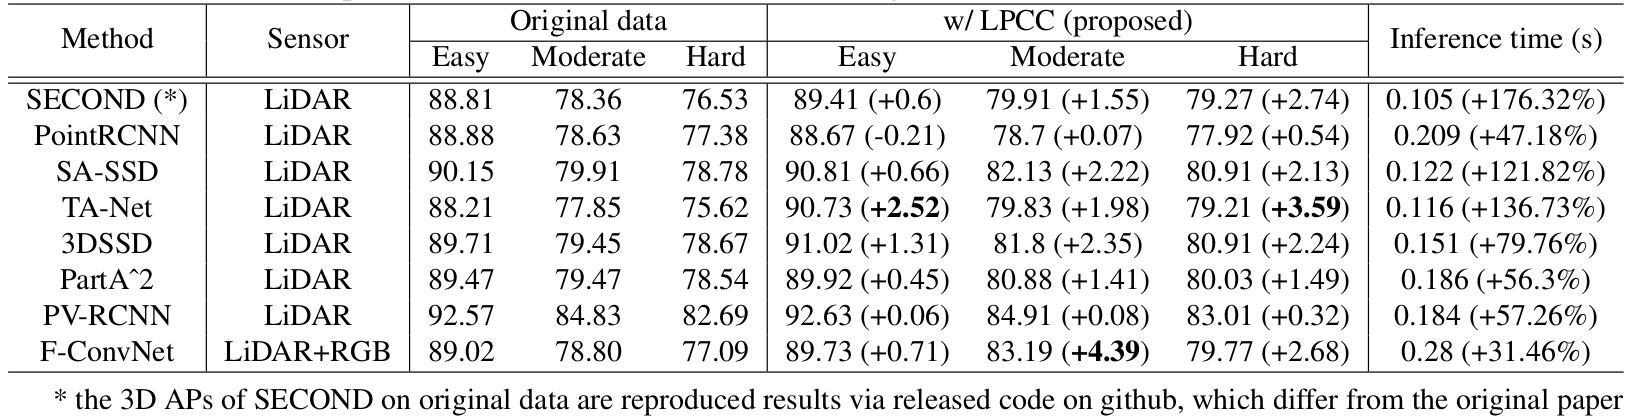 Method Sensor Original data w/ LPCC (proposed) Inference time (s)
Easy Moderate Hard Easy Moderate Hard
SECOND (*) LiDAR 88.81 78.36 76.53 89.41 (+0.6) 79.91 (+1.55) 79.27 (+2.74) 0.105 (+176.32%)
PointRCNN LiDAR 88.88 78.63 77.38 88.67 (-0.21) 78.7 (+0.07) 77.92 (+0.54) 0.209 (+47.18%)
SA-SSD LiDAR 90.15 79.91 78.78 90.81 (+0.66) 82.13 (+2.22) 80.91 (+2.13) 0.122 (+121.82%)
TA-Net LiDAR 88.21 77.85 75.62 90.73 (+2.52) 79.83 (+1.98) 79.21 (+3.59) 0.116 (+136.73%)
3DSSD LiDAR 89.71 79.45 78.67 91.02 (+1.31) 81.8 (+2.35) 80.91 (+2.24) 0.151 (+79.76%)
PartAˆ2 LiDAR 89.47 79.47 78.54 89.92 (+0.45) 80.88 (+1.41) 80.03 (+1.49) 0.186 (+56.3%)
PV-RCNN LiDAR 92.57 84.83 82.69 92.63 (+0.06) 84.91 (+0.08) 83.01 (+0.32) 0.184 (+57.26%)
F-ConvNet LiDAR+RGB 89.02 78.80 77.09 89.73 (+0.71) 83.19 (+4.39) 79.77 (+2.68) 0.28 (+31.46%)
* the 3D APs of SECOND on original data are reproduced results via released code on github, which differ from the original paper